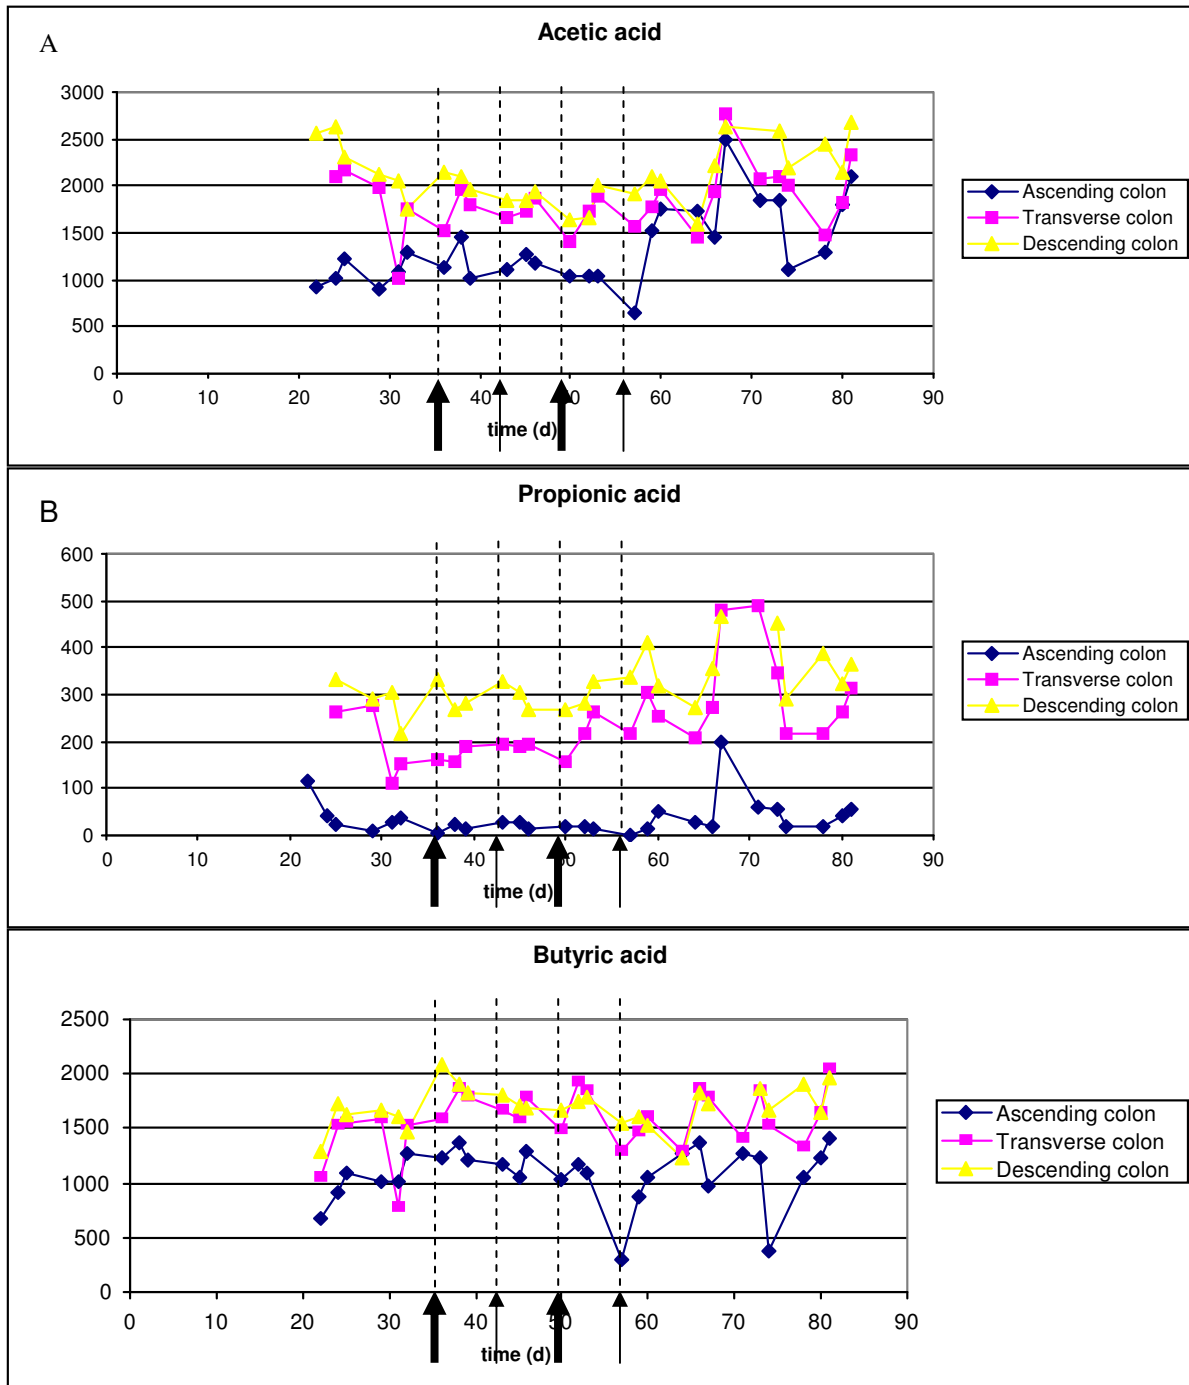 A
Acetic acid
3000
2500
2000
1500
1000
500
0
0 10 20 30 40 50 60 70 80 90
time (d)
Ascending colon
Transverse colon
Descending colon
B
Propionic acid
600
500
400
300
200
100
0
0 10 20 30 40 50 60 70 80 90
time (d)
Ascending colon
Transverse colon
Descending colon
Butyric acid
2500
2000
1500
1000
500
0
0 10 20 30 40 50 60 70 80 90
time (d)
Ascending colon
Transverse colon
Descending colon